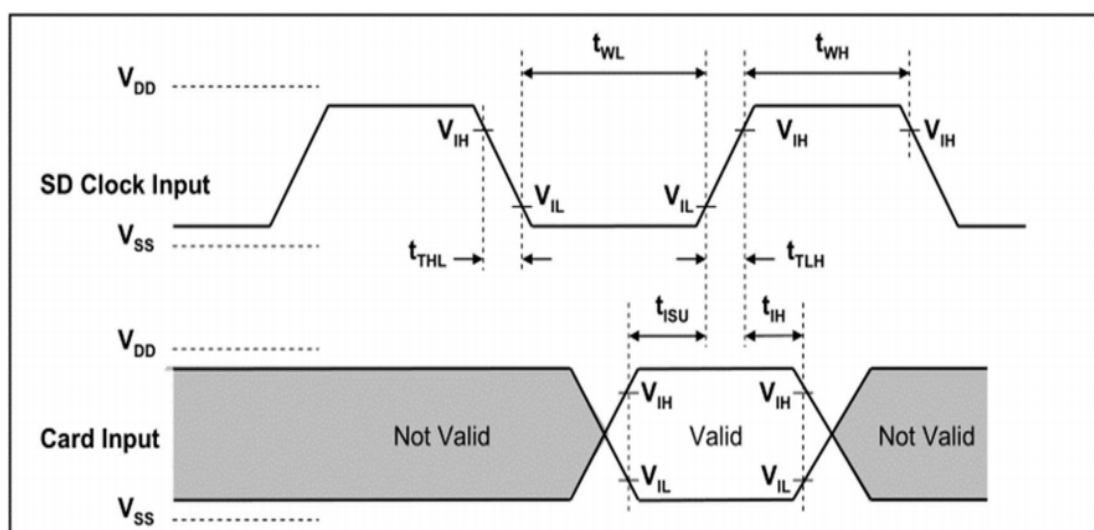 tWL tWH
VDD
VIH VIH VIH
SD Clock Input
VIL VIL
VSS
tTHL tTLH
tISU tIH
VDD
VIH VIH
Card Input Not Valid Valid Not Valid
VIL VIL
VSS